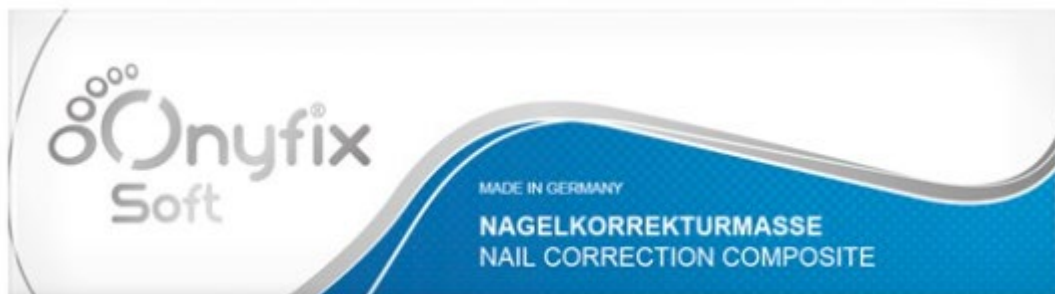 Onyfix®
Soft
MADE IN GERMANY
NAGELKORREKTURMASSE
NAIL CORRECTION COMPOSITE